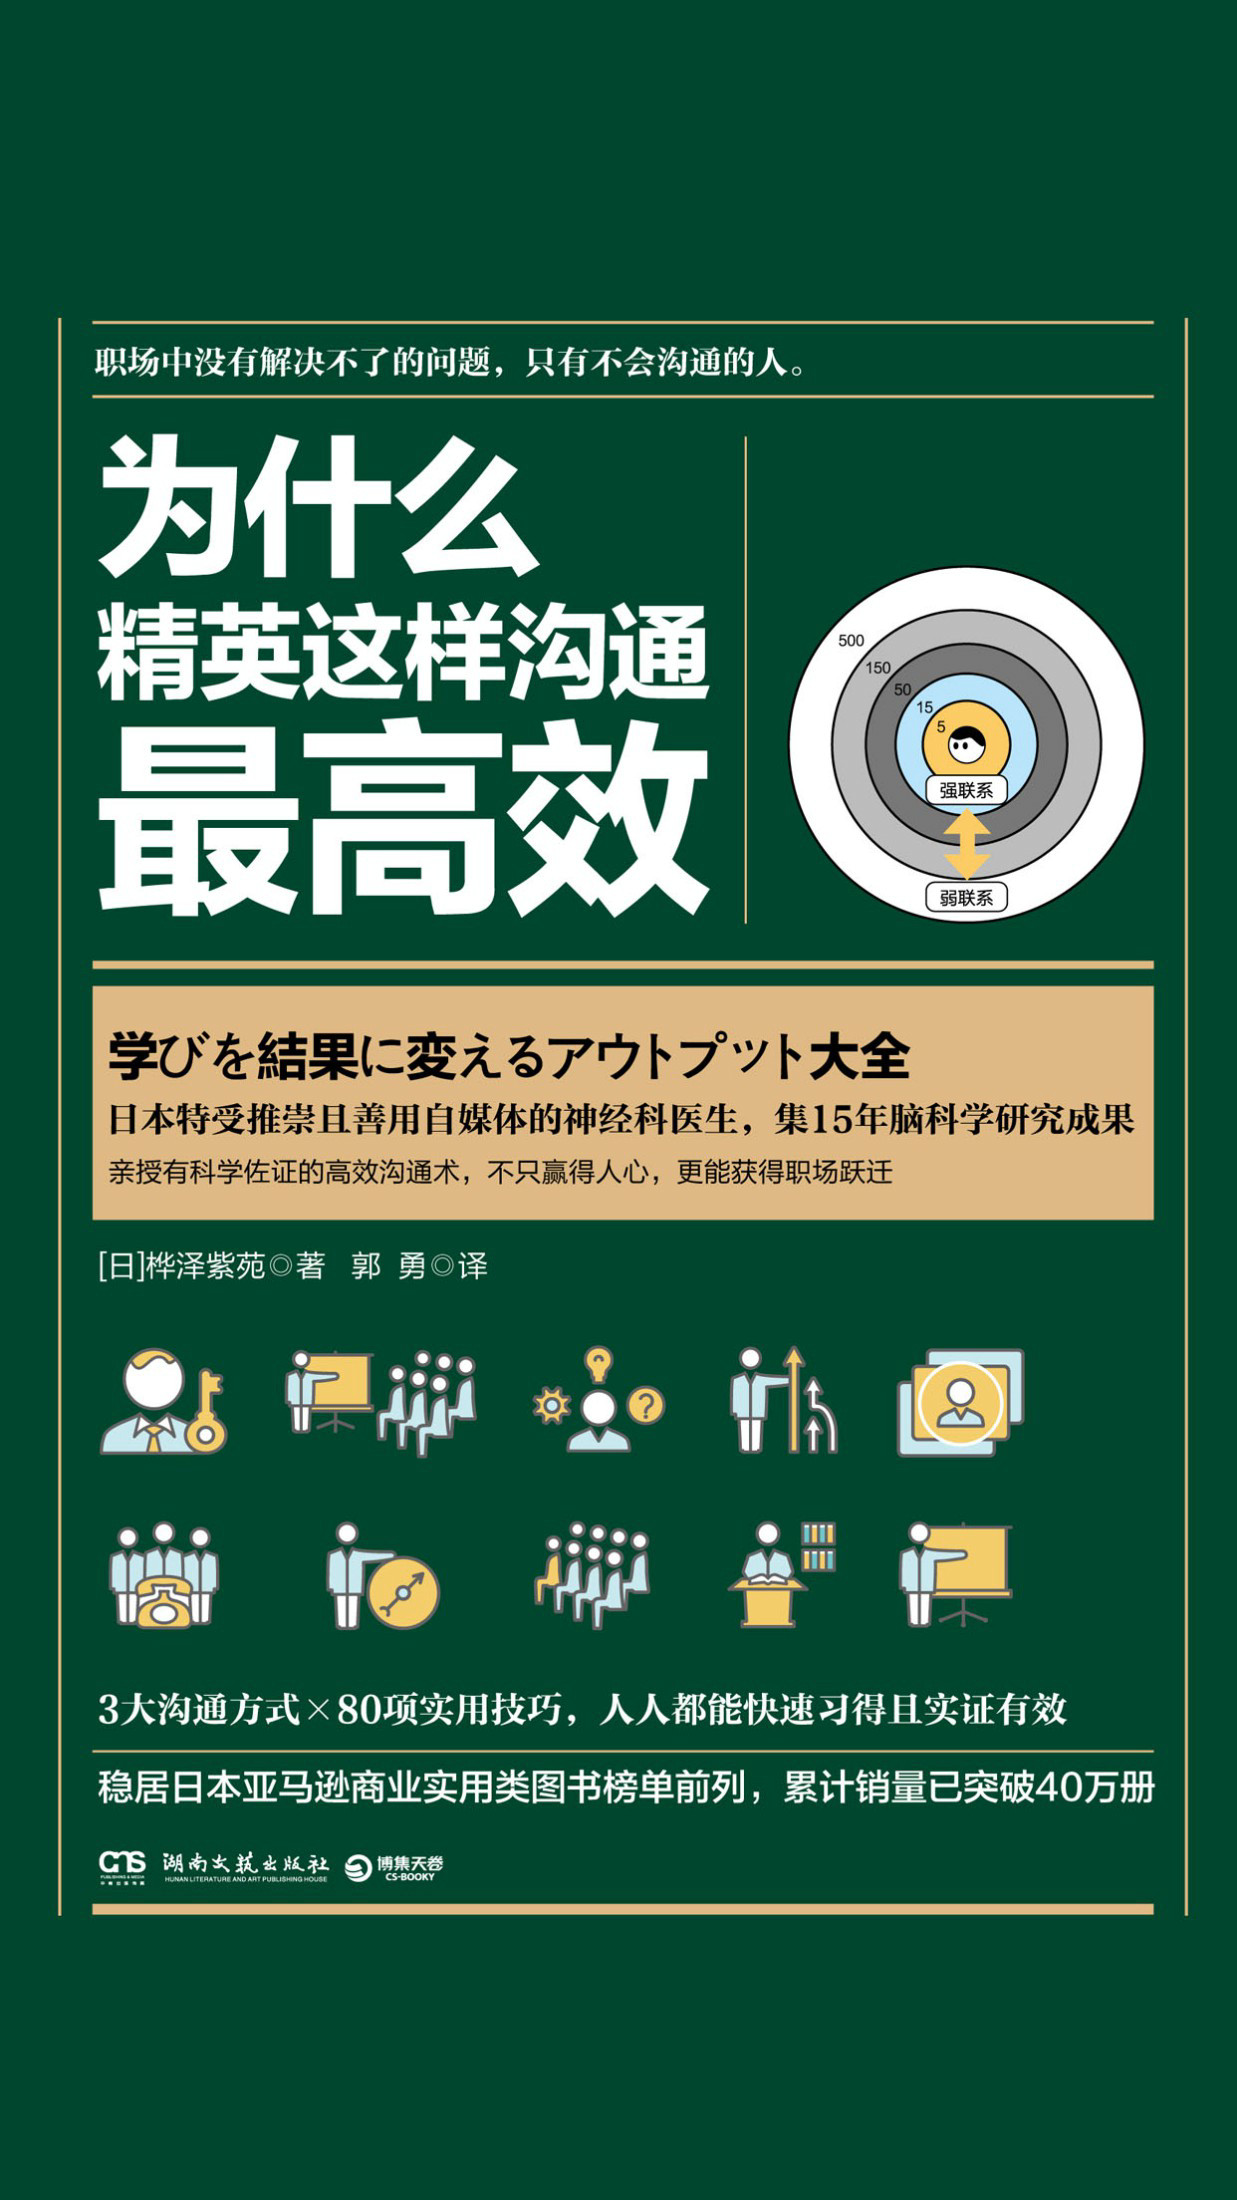 职场中没有解决不了的问题，只有不会沟通的人。
为什么
精英这样沟通
最高效
500
150
50
15
5
强联系
弱联系
学びを結果に変えるアウトプット大全
日本特受推崇且善用自媒体的神经科医生，集15年脑科学研究成果
亲授有科学佐证的高效沟通术，不只赢得人心，更能获得职场跃迁
[日]桦泽紫苑◎著 郭 勇◎译
?
3大沟通方式×80项实用技巧，人人都能快速习得且实证有效
稳居日本亚马逊商业实用类图书榜单前列，累计销量已突破40万册
湖南文艺出版社
HUNAN LITERATURE AND ART PUBLISHING HOUSE
博集天卷
CS-BOOKY